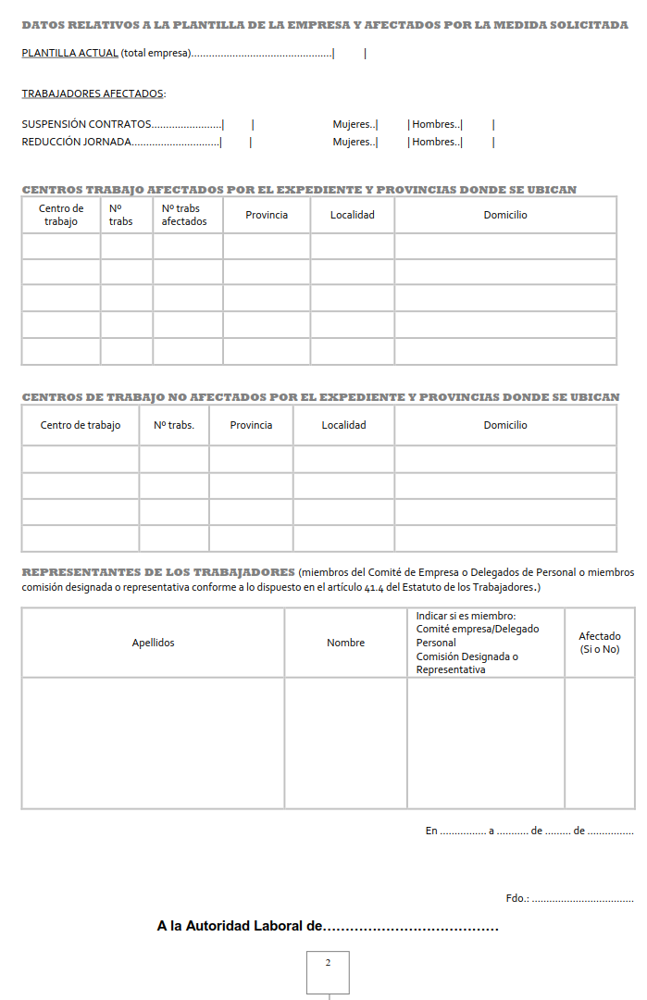 DATOS RELATIVOS A LA PLANTILLA DE LA EMPRESA Y AFECTADOS POR LA MEDIDA SOLICITADA
PLANTILLA ACTUAL (total empresa)................................................| |
TRABAJADORES AFECTADOS:
SUSPENSIÓN CONTRATOS........................| | Mujeres..| | Hombres..| |
REDUCCIÓN JORNADA..............................| | Mujeres..| | Hombres..| |
CENTROS TRABAJO AFECTADOS POR EL EXPEDIENTE Y PROVINCIAS DONDE SE UBICAN
Centro de trabajo Nº trabs Nº trabs afectados Provincia Localidad Domicilio
CENTROS DE TRABAJO NO AFECTADOS POR EL EXPEDIENTE Y PROVINCIAS DONDE SE UBICAN
Centro de trabajo Nº trabs. Provincia Localidad Domicilio
REPRESENTANTES DE LOS TRABAJADORES (miembros del Comité de Empresa o Delegados de Personal o miembros
comisión designada o representativa conforme a lo dispuesto en el artículo 41.4 del Estatuto de los Trabajadores.)
Apellidos
Nombre
Indicar si es miembro:
Comité empresa/Delegado
Personal
Comisión Designada o
Representativa
Afectado
(Si o No)
En ................ a ........... de ......... de ................
Fdo.: ...................................
A la Autoridad Laboral de…………………………………
2